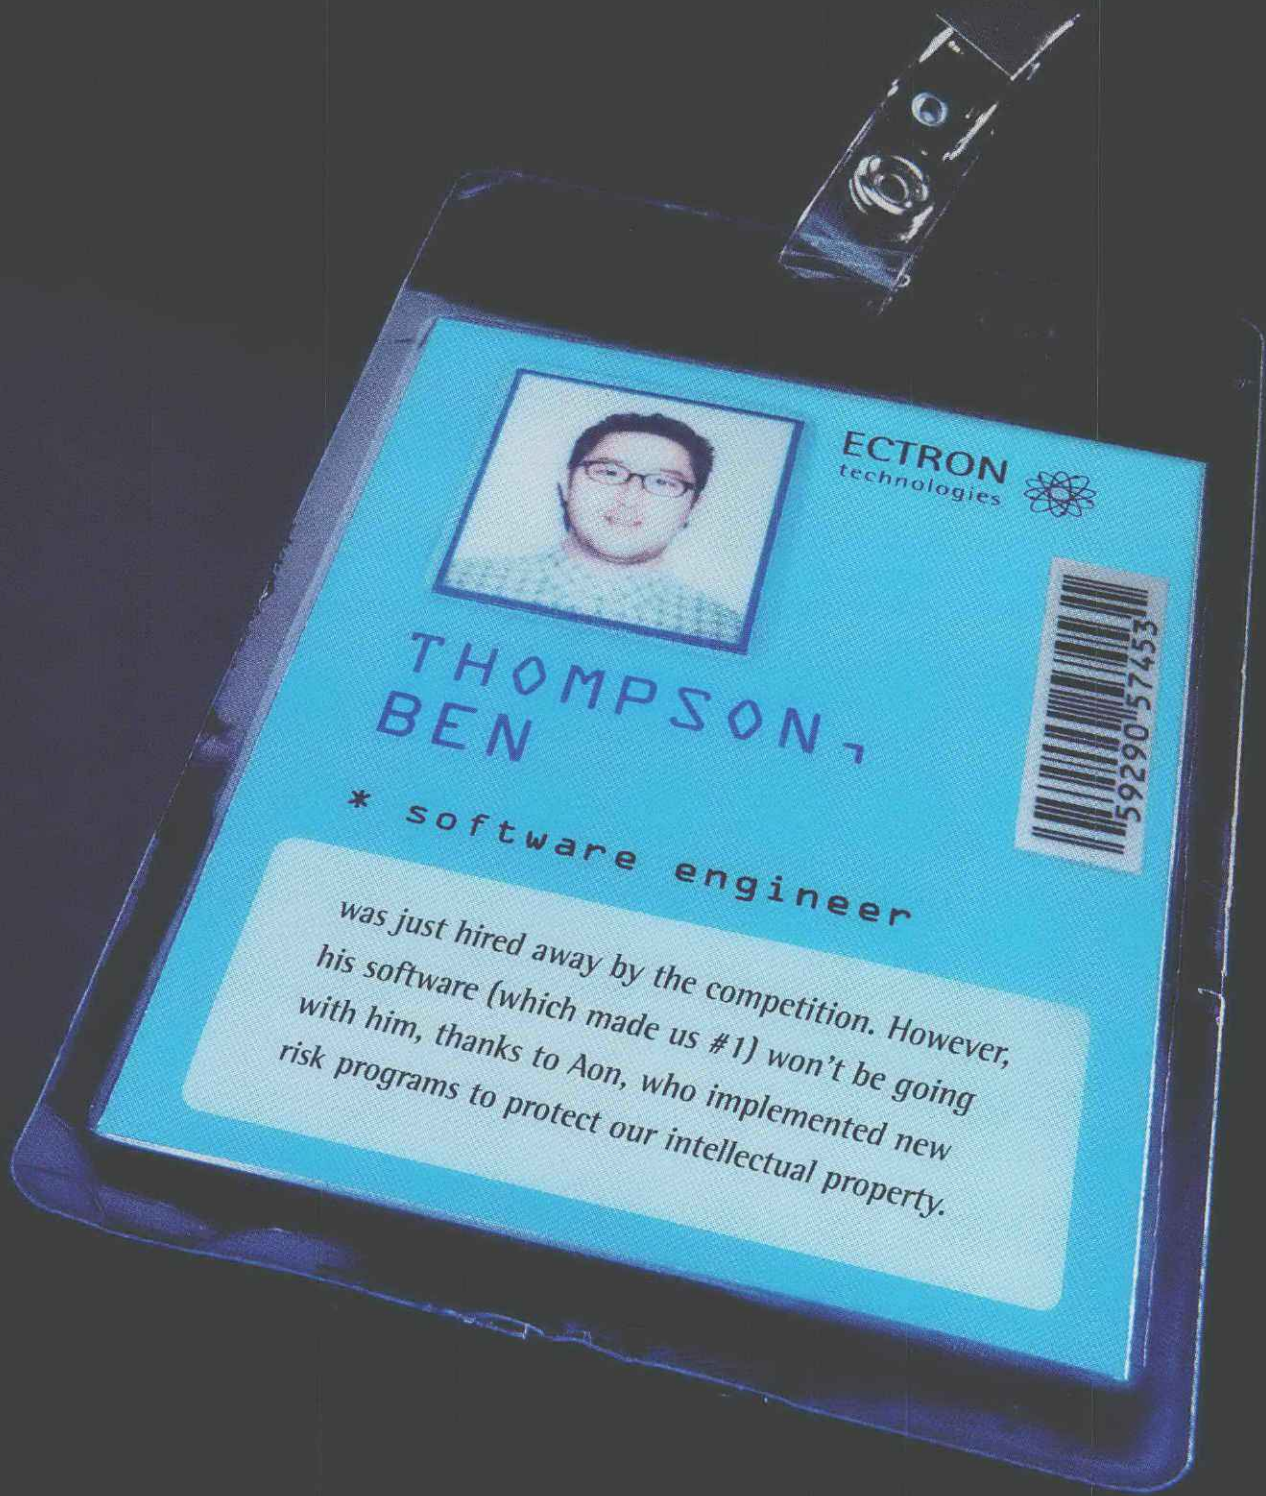 ECTRON
technologies
59290 57453
THOMPSON,
BEN
* software engineer
was just hired away by the competition. However,
his software (which made us #1) won't be going
with him, thanks to Aon, who implemented new
risk programs to protect our intellectual property.